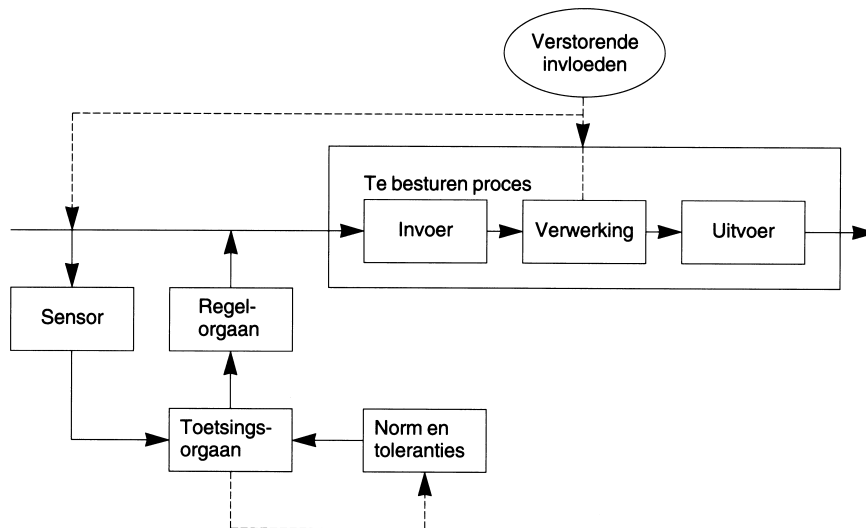 Verstorende
invloeden
Te besturen proces
Invoer
Verwerking
Uitvoer
Sensor
Regel-
orgaan
Toetsings-
orgaan
Norm en
toleranties